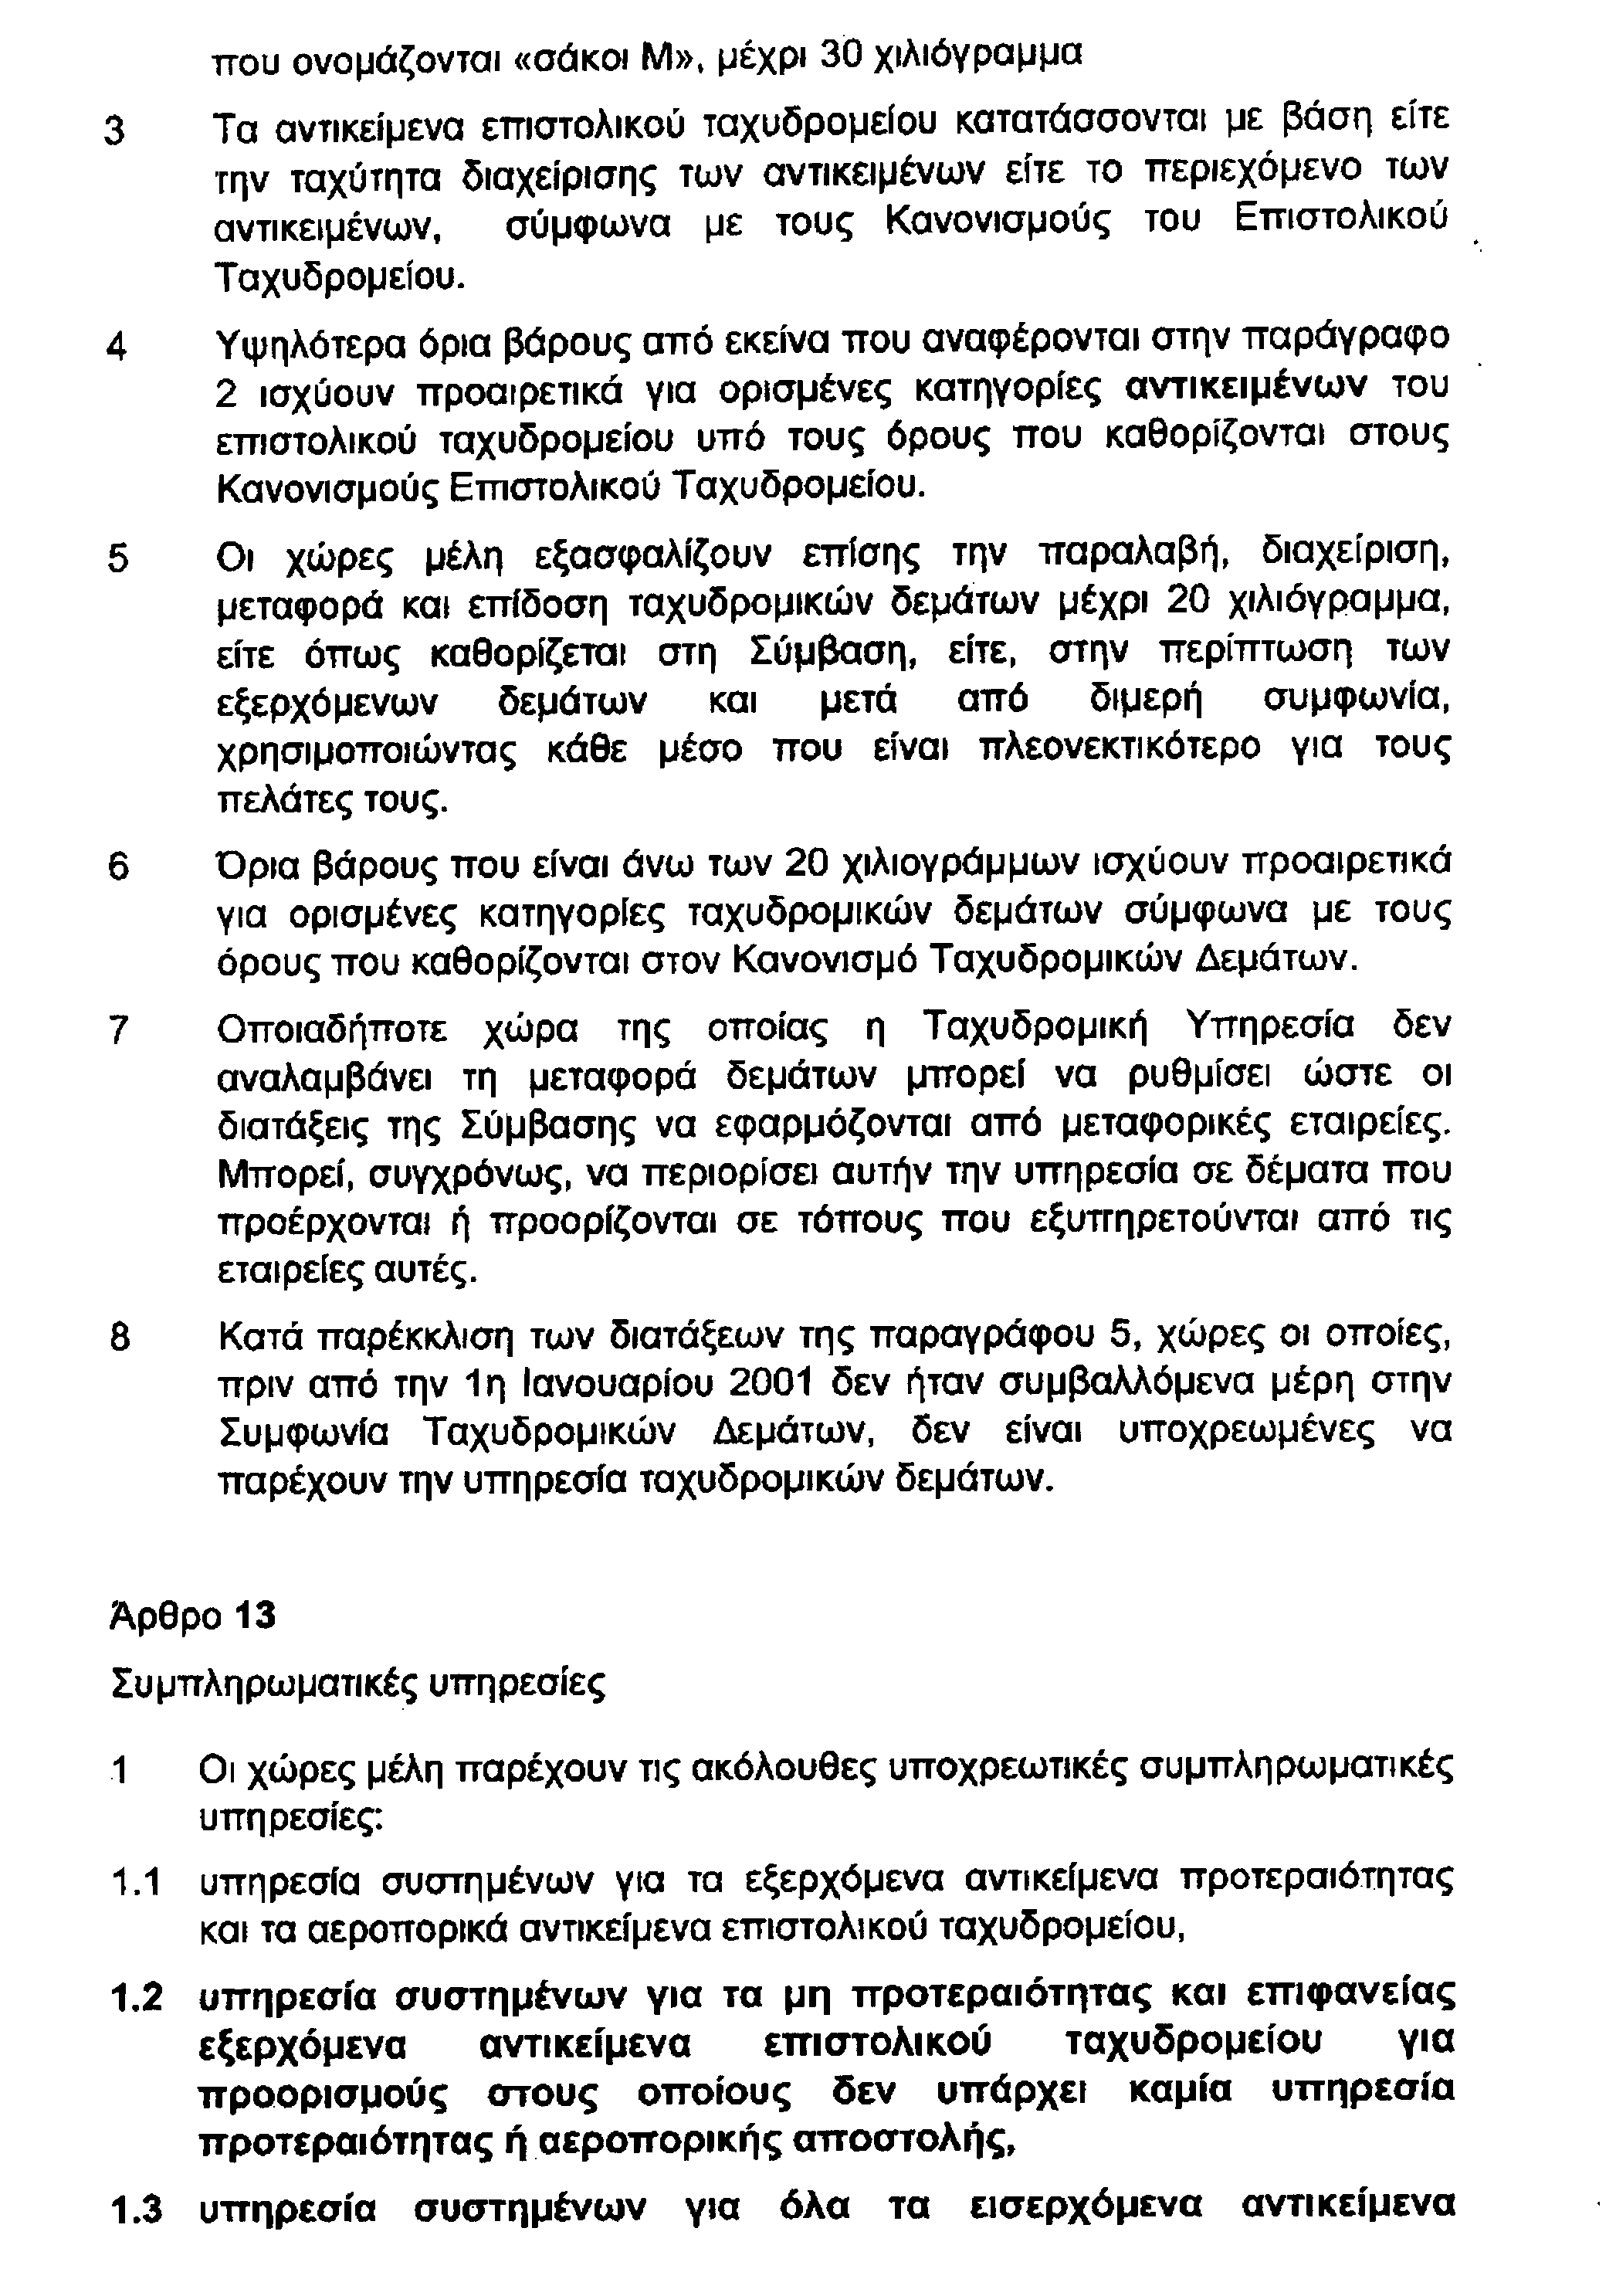 που ονομάζονται «σάκοι Μ», μέχρι 30 χιλιόγραμμα
3 Τα αντικείμενα επιστολικού ταχυδρομείου κατατάσσονται με βάση είτε
την ταχύτητα διαχείρισης των αντικειμένων είτε το περιεχόμενο των
αντικειμένων, σύμφωνα με τους Κανονισμούς του Επιστολικού
Ταχυδρομείου.
4 Υψηλότερα όρια βάρους από εκείνα που αναφέρονται στην παράγραφο
2 ισχύουν προαιρετικά για ορισμένες κατηγορίες αντικειμένων του
επιστολικού ταχυδρομείου υπό τους όρους που καθορίζονται στους
Κανονισμούς Επιστολικού Ταχυδρομείου.
5 Οι χώρες μέλη εξασφαλίζουν επίσης την παραλαβή, διαχείριση,
μεταφορά και επίδοση ταχυδρομικών δεμάτων μέχρι 20 χιλιόγραμμα,
είτε όπως καθορίζεται στη Σύμβαση, είτε, στην περίπτωση των
εξερχόμενων δεμάτων και μετά από διμερή συμφωνία,
χρησιμοποιώντας κάθε μέσο που είναι πλεονεκτικότερο για τους
πελάτες τους.
6 Όρια βάρους που είναι άνω των 20 χιλιογράμμων ισχύουν προαιρετικά
για ορισμένες κατηγορίες ταχυδρομικών δεμάτων σύμφωνα με τους
όρους που καθορίζονται στον Κανονισμό Ταχυδρομικών Δεμάτων.
7 Οποιαδήποτε χώρα της οποίας η Ταχυδρομική Υπηρεσία δεν
αναλαμβάνει τη μεταφορά δεμάτων μπορεί να ρυθμίσει ώστε οι
διατάξεις της Σύμβασης να εφαρμόζονται από μεταφορικές εταιρείες.
Μπορεί, συγχρόνως, να περιορίσει αυτήν την υπηρεσία σε δέματα που
προέρχονται ή προορίζονται σε τόπους που εξυπηρετούνται από τις
εταιρείες αυτές.
8 Κατά παρέκκλιση των διατάξεων της παραγράφου 5, χώρες οι οποίες,
πριν από την 1η Ιανουαρίου 2001 δεν ήταν συμβαλλόμενα μέρη στην
Συμφωνία Ταχυδρομικών Δεμάτων, δεν είναι υποχρεωμένες να
παρέχουν την υπηρεσία ταχυδρομικών δεμάτων.
Άρθρο 13
Συμπληρωματικές υπηρεσίες
1 Οι χώρες μέλη παρέχουν τις ακόλουθες υποχρεωτικές συμπληρωματικές
υπηρεσίες:
1.1 υπηρεσία συστημένων για τα εξερχόμενα αντικείμενα προτεραιότητας
και τα αεροπορικά αντικείμενα επιστολικού ταχυδρομείου,
1.2 υπηρεσία συστημένων για τα μη προτεραιότητας και επιφανείας
εξερχόμενα αντικείμενα επιστολικού ταχυδρομείου για
προορισμούς στους οποίους δεν υπάρχει καμία υπηρεσία
προτεραιότητας ή αεροπορικής αποστολής,
1.3 υπηρεσία συστημένων για όλα τα εισερχόμενα αντικείμενα